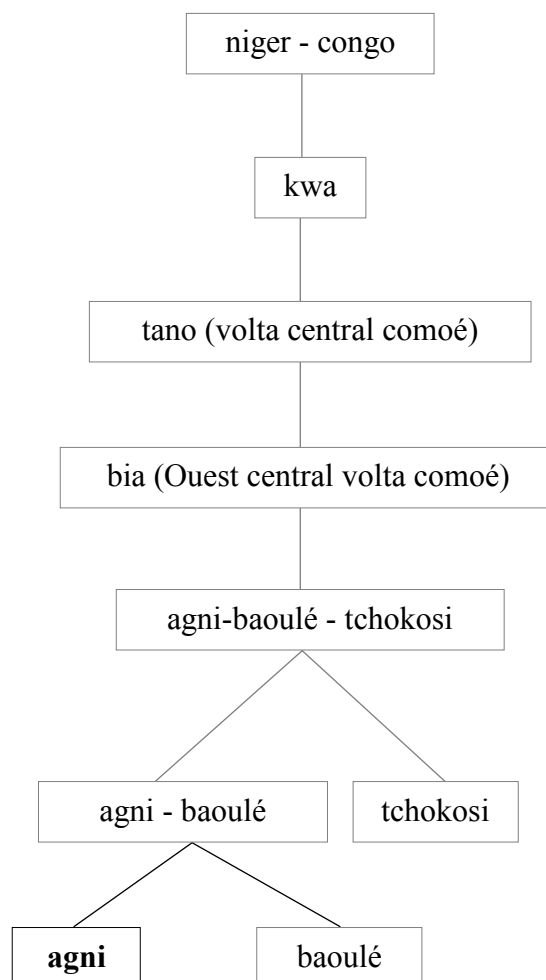 niger - congo
kwa
tano (volta central comoé)
bia (Ouest central volta comoé)
agni-baoulé - tchokosi
agni - baoulé
tchokosi
agni
baoulé